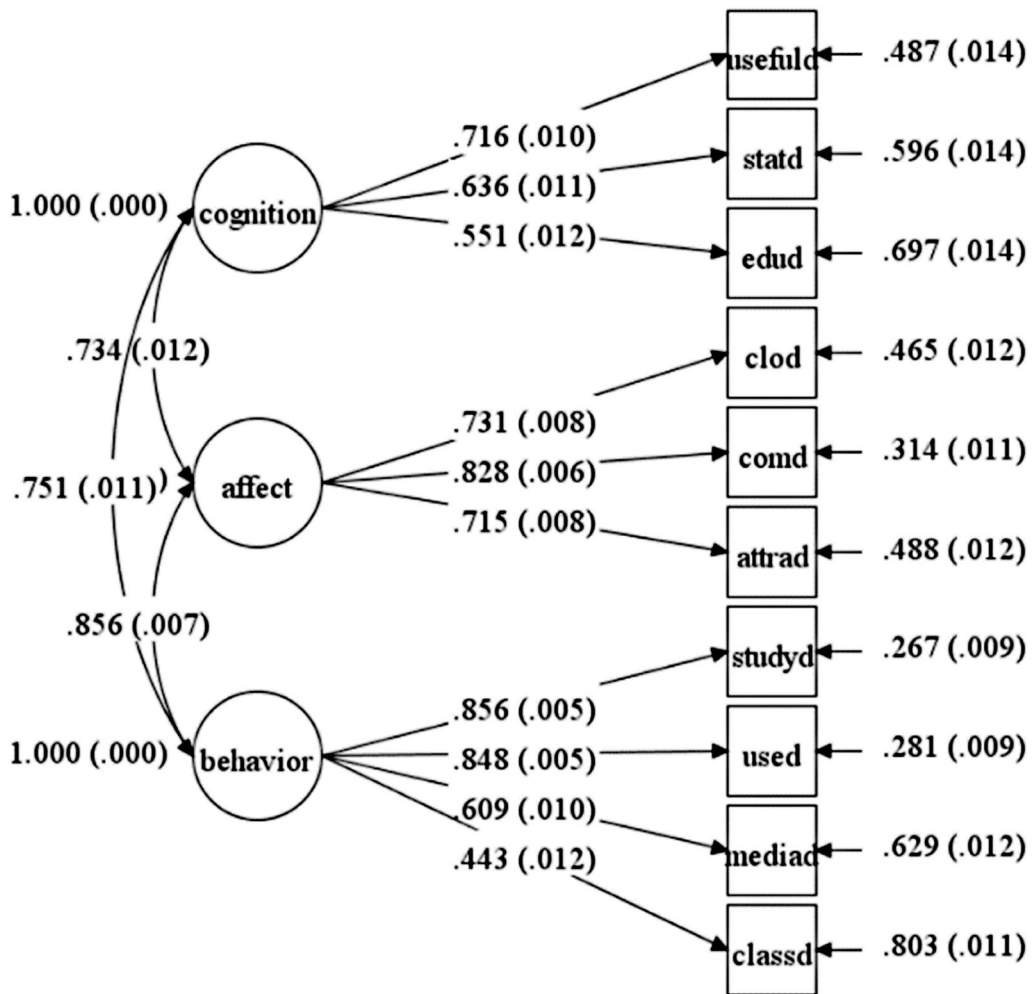 usefuld
.487 (.014)
.716 (.010)
statd
.596 (.014)
1.000 (.000)
cognition
.636 (.011)
.551 (.012)
edud
.697 (.014)
.734 (.012)
clod
.465 (.012)
.731 (.008)
comd
.314 (.011)
.751 (.011)
)
affect
.828 (.006)
.715 (.008)
attrad
.488 (.012)
.856 (.007)
studyd
.267 (.009)
.856 (.005)
1.000 (.000)
behavior
.848 (.005)
used
.281 (.009)
.609 (.010)
mediad
.629 (.012)
.443 (.012)
classd
.803 (.011)